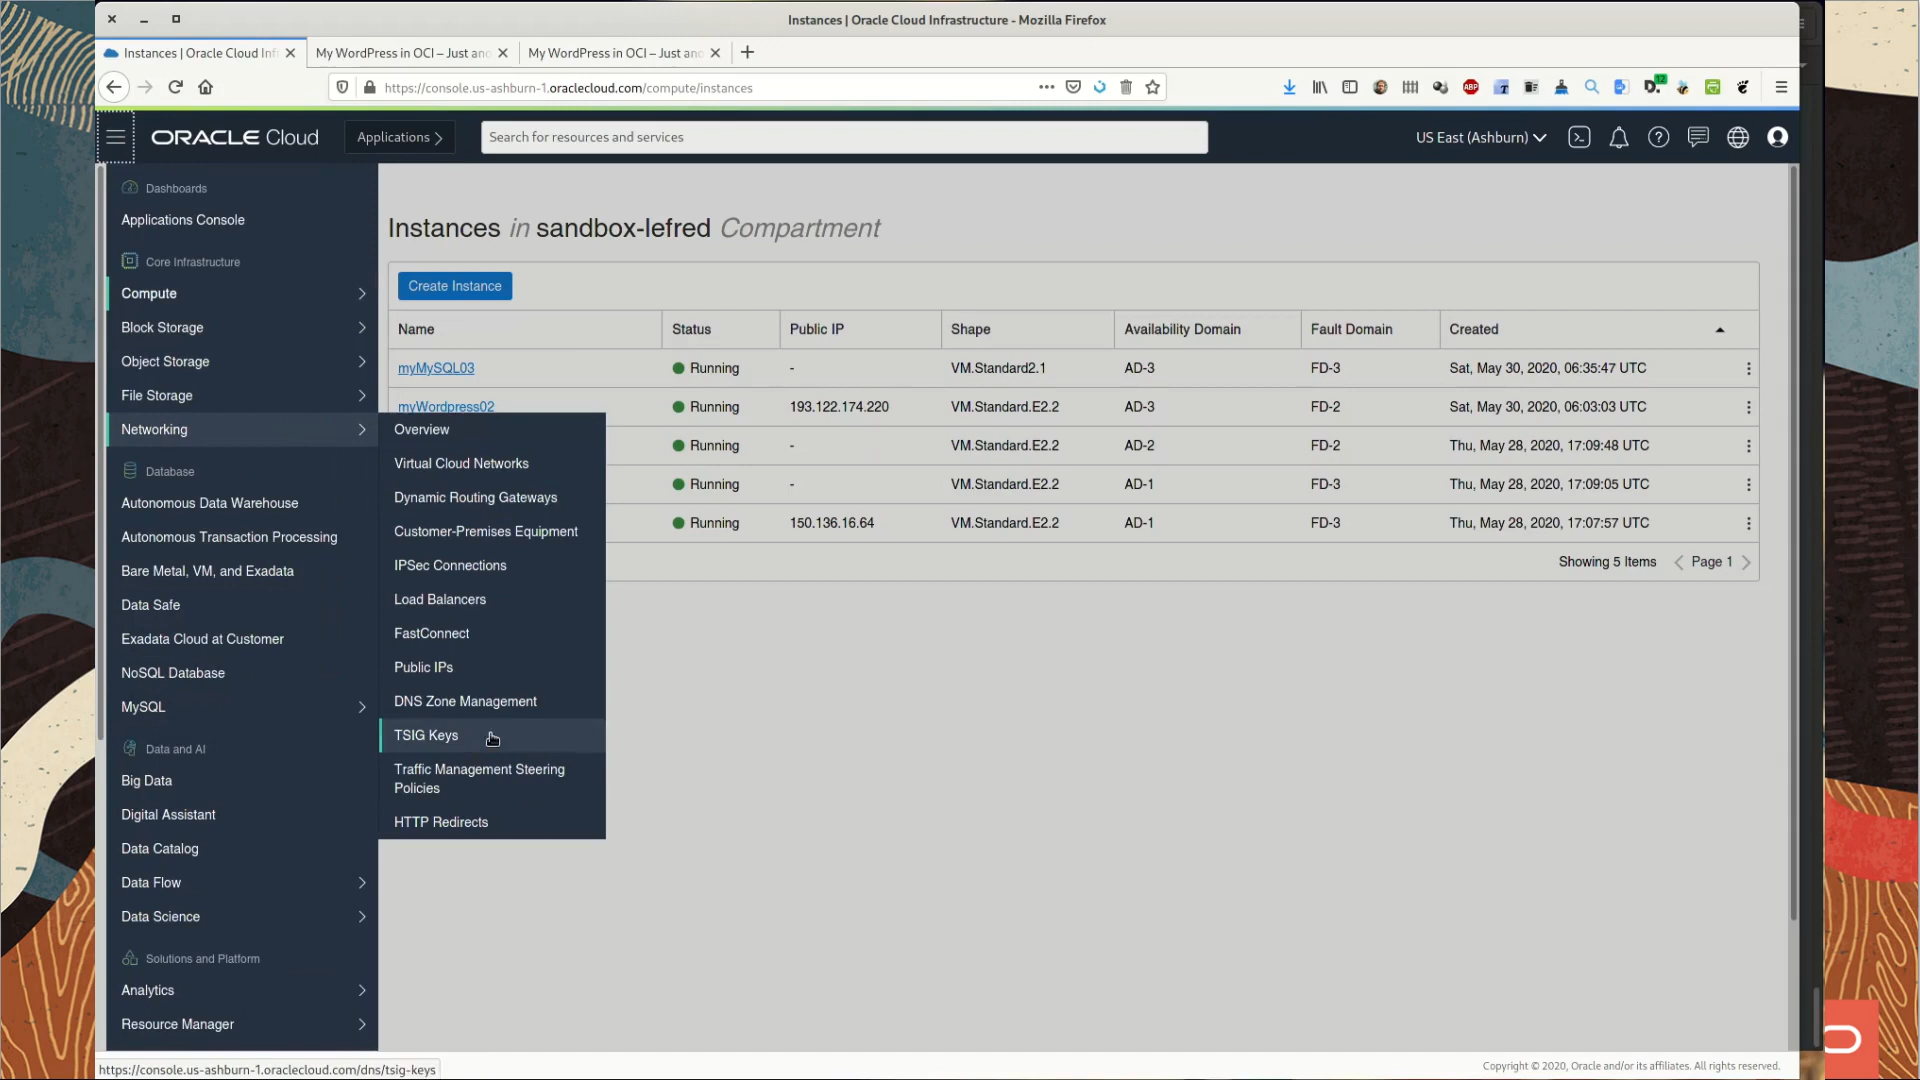 Instances | Oracle Cloud Infrastructure - Mozilla Firefox
Instances | Oracle Cloud Inf
My WordPress in OCI – Just an
My WordPress in OCI – Just an
https://console.us-ashburn-1.oraclecloud.com/compute/instances
ABP
T
D.
12
ORACLE Cloud
Applications
Search for resources and services
US East (Ashburn)
Dashboards
Applications Console
Core Infrastructure
Compute
Block Storage
Object Storage
File Storage
Networking
Database
Autonomous Data Warehouse
Autonomous Transaction Processing
Bare Metal, VM, and Exadata
Data Safe
Exadata Cloud at Customer
NoSQL Database
MySQL
Data and AI
Big Data
Digital Assistant
Data Catalog
Data Flow
Data Science
Solutions and Platform
Analytics
Resource Manager
Overview
Virtual Cloud Networks
Dynamic Routing Gateways
Customer-Premises Equipment
IPSec Connections
Load Balancers
FastConnect
Public IPs
DNS Zone Management
TSIG Keys
Traffic Management Steering
Policies
HTTP Redirects
Instances in sandbox-lefred Compartment
Create Instance
Name Status Public IP Shape Availability Domain Fault Domain Created
myMySQL03 Running - VM.Standard2.1 AD-3 FD-3 Sat, May 30, 2020, 06:35:47 UTC
myWordpress02 Running 193.122.174.220 VM.Standard.E2.2 AD-3 FD-2 Sat, May 30, 2020, 06:03:03 UTC
Running - VM.Standard.E2.2 AD-2 FD-2 Thu, May 28, 2020, 17:09:48 UTC
Running - VM.Standard.E2.2 AD-1 FD-3 Thu, May 28, 2020, 17:09:05 UTC
Running 150.136.16.64 VM.Standard.E2.2 AD-1 FD-3 Thu, May 28, 2020, 17:07:57 UTC
Showing 5 Items Page 1
https://console.us-ashburn-1.oraclecloud.com/dns/tsig-keys
Copyright © 2020, Oracle and/or its affiliates. All rights reserved.